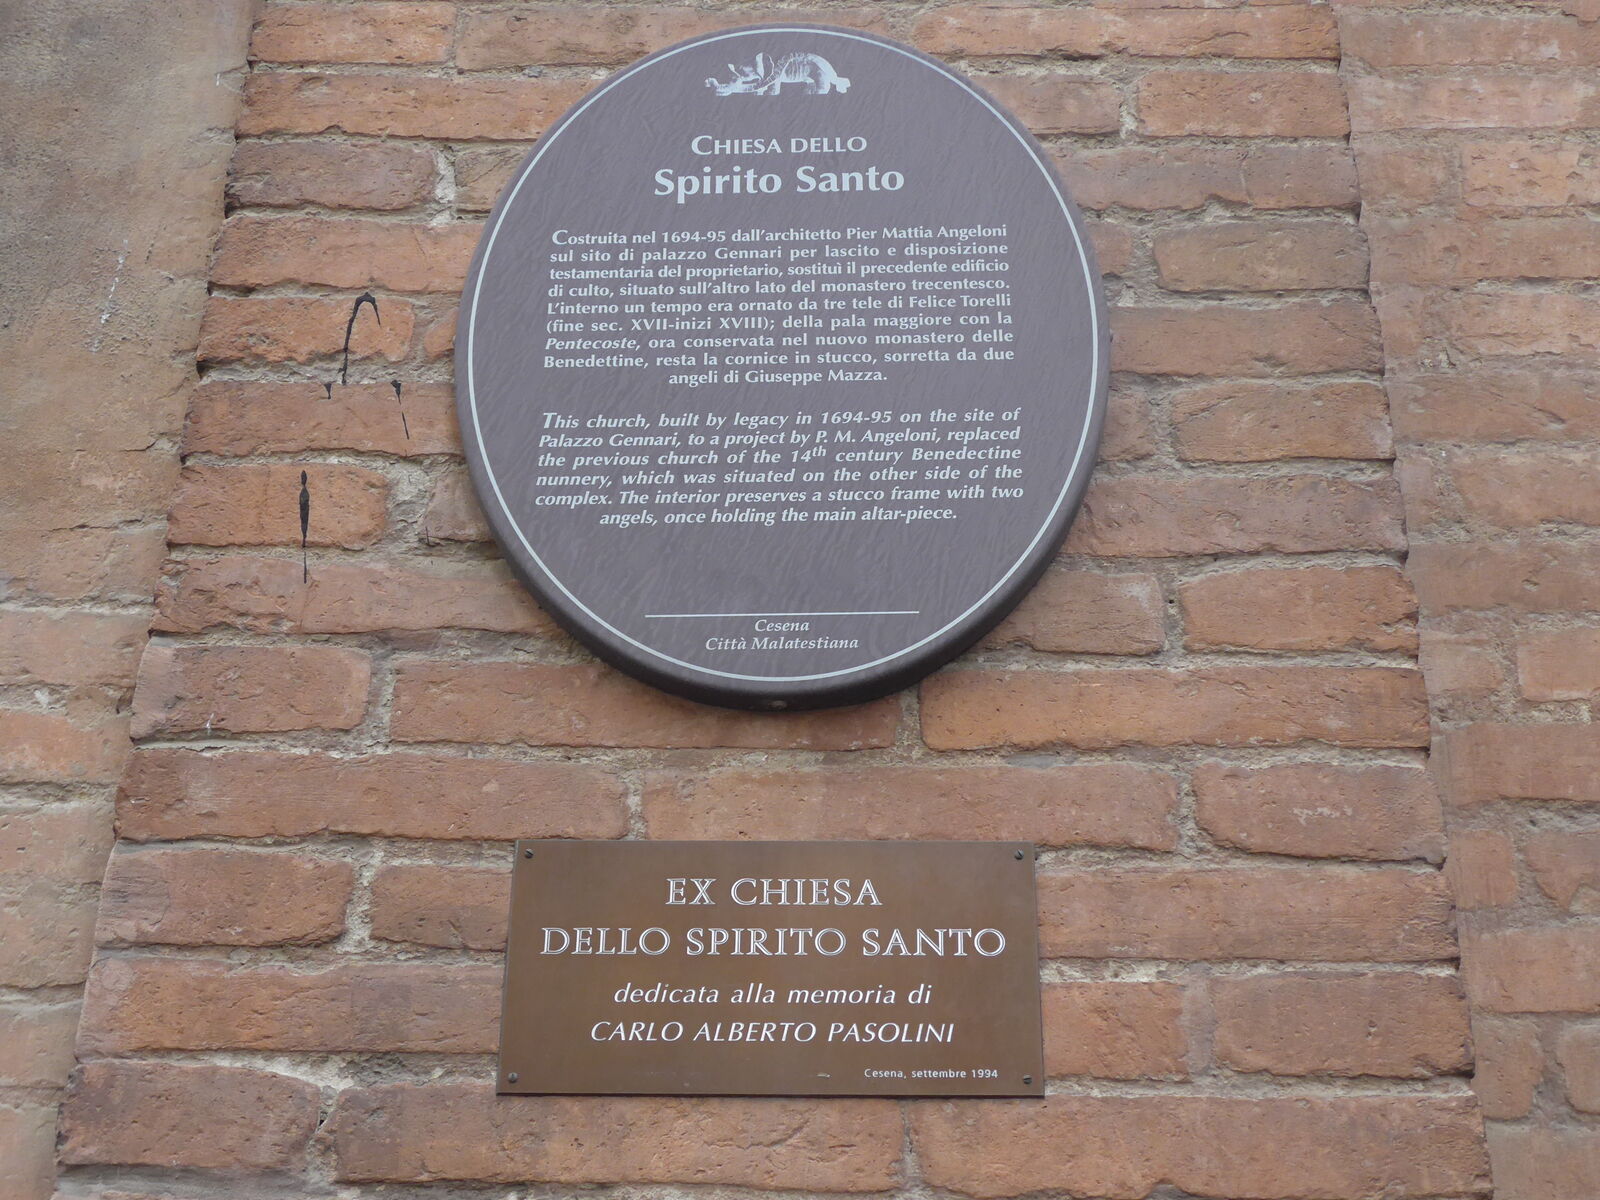 CHIESA DELLO
Spirito Santo
Costruita nel 1694-95 dall'architetto Pier Mattia Angeloni
sul sito di palazzo Gennari per lascito e disposizione
testamentaria del proprietario, sostituì il precedente edificio
di culto, situato sull'altro lato del monastero trecentesco.
L'interno un tempo era ornato da tre tele di Felice Torelli
(fine sec. XVII-inizi XVIII); della pala maggiore con la
Pentecoste, ora conservata nel nuovo monastero delle
Benedettine, resta la cornice in stucco, sorretta da due
angeli di Giuseppe Mazza.
This church, built by legacy in 1694-95 on the site of
Palazzo Gennari, to a project by P. M. Angeloni, replaced
the previous church of the 14th century Benedectine
nunnery, which was situated on the other side of the
complex. The interior preserves a stucco frame with two
angels, once holding the main altar-piece.
Cesena
Città Malatestiana
EX CHIESA
DELLO SPIRITO SANTO
dedicata alla memoria di
CARLO ALBERTO PASOLINI
Cesena, settembre 1994